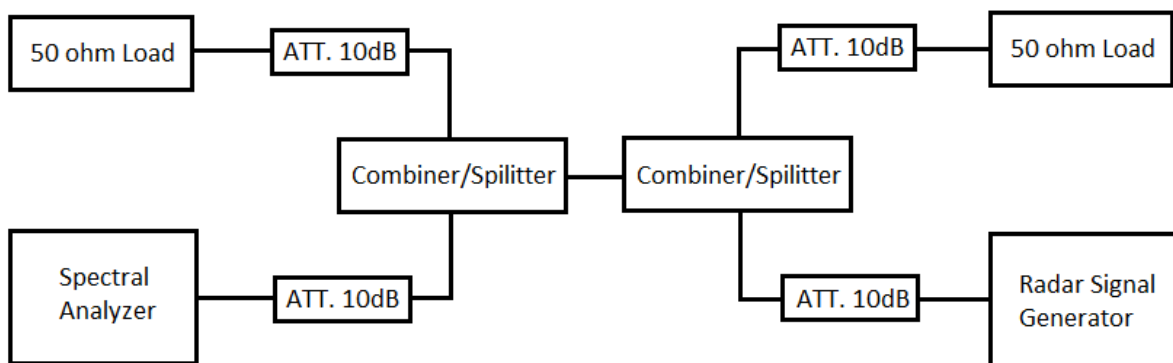 50 ohm Load
ATT. 10dB
ATT. 10dB
50 ohm Load
Combiner/Spilitter
Combiner/Spilitter
Spectral
Analyzer
ATT. 10dB
ATT. 10dB
Radar Signal
Generator